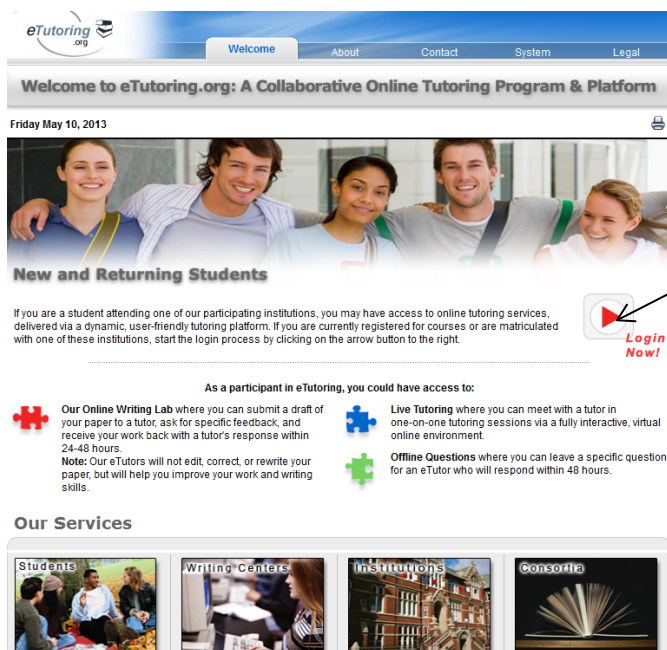 eTutoring
.org
Welcome About Contact System Legal
Welcome to eTutoring.org: A Collaborative Online Tutoring Program & Platform
Friday May 10, 2013
New and Returning Students
If you are a student attending one of our participating institutions, you may have access to online tutoring services,
delivered via a dynamic, user-friendly tutoring platform. If you are currently registered for courses or are matriculated
with one of these institutions, start the login process by clicking on the arrow button to the right.
Login
Now!
As a participant in eTutoring, you could have access to:
Our Online Writing Lab where you can submit a draft of
your paper to a tutor, ask for specific feedback, and
receive your work back with a tutor's response within
24-48 hours.
Note: Our eTutors will not edit, correct, or rewrite your
paper, but will help you improve your work and writing
skills.
Live Tutoring where you can meet with a tutor in
one-on-one tutoring sessions via a fully interactive, virtual
online environment.
Offline Questions where you can leave a specific question
for an eTutor who will respond within 48 hours.
Our Services
Students Writing Centers Institutions Consortia